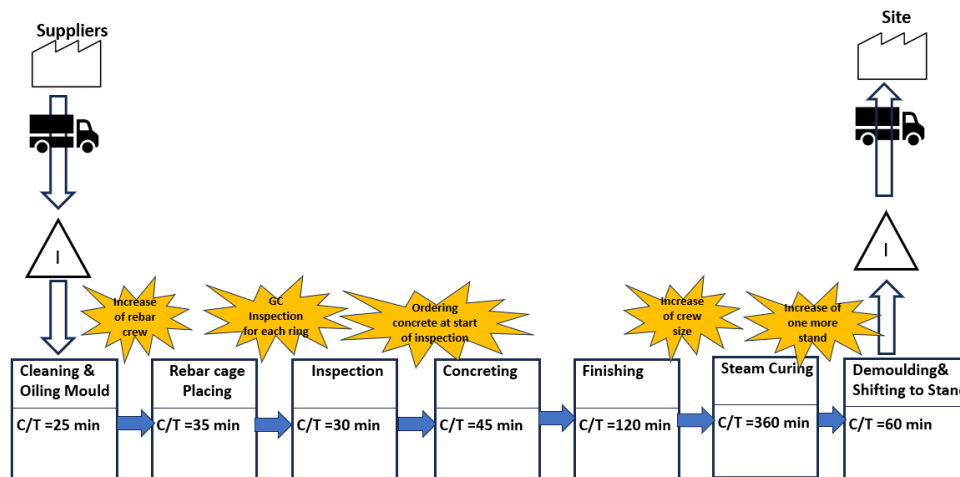 Suppliers
Site
I
I
Increase
of rebar
crew
GC
Inspection
for each ring
Ordering
concrete at start
of inspection
Increase
of crew
size
Increase of
one more
stand
Cleaning &
Oiling Mould
C/T =25 min
Rebar cage
Placing
C/T =35 min
Inspection
C/T =30 min
Concreting
C/T =45 min
Finishing
C/T =120 min
Steam Curing
C/T =360 min
Demoulding&
Shifting to Stand
C/T =60 min